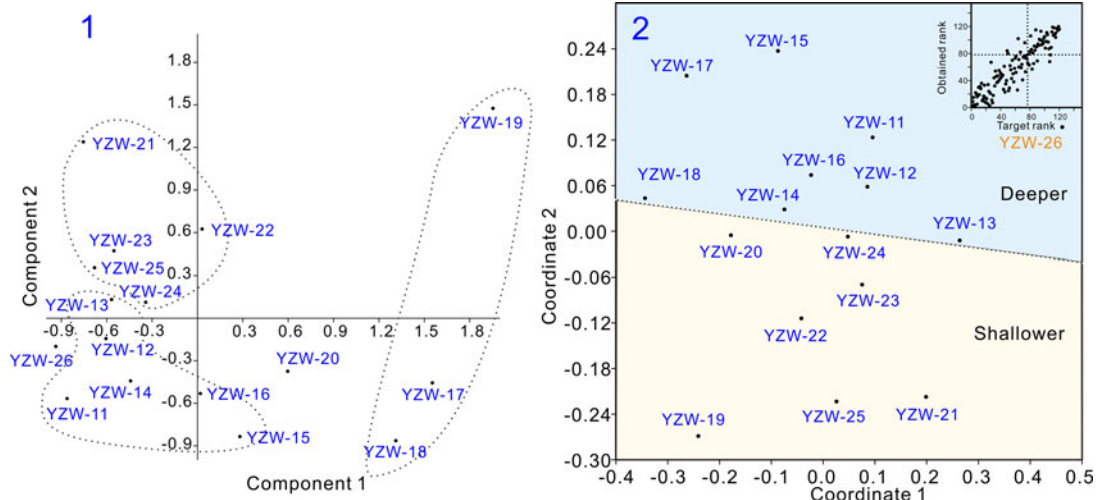 1
1.8
1.5
1.2
0.9
0.6
0.3
-0.3
-0.6
-0.9
-0.9
-0.6
-0.3
0.3
0.6
0.9
1.2
1.5
1.8
Component 2
Component 1
YZW-19
YZW-21
YZW-22
YZW-23
YZW-25
YZW-24
YZW-13
YZW-12
YZW-26
YZW-20
YZW-14
YZW-16
YZW-17
YZW-11
YZW-15
YZW-18
2
0.24
0.18
0.12
0.06
0.00
-0.06
-0.12
-0.18
-0.24
-0.30
-0.4
-0.3
-0.2
-0.1
0.0
0.1
0.2
0.3
0.4
0.5
Coordinate 2
Coordinate 1
YZW-15
YZW-17
YZW-11
YZW-16
YZW-12
YZW-18
YZW-14
YZW-13
YZW-20
YZW-24
YZW-23
YZW-22
YZW-19
YZW-25
YZW-21
Deeper
Shallower
Obtained rank
120
80
40
0
0
40
80
120
Target rank
YZW-26